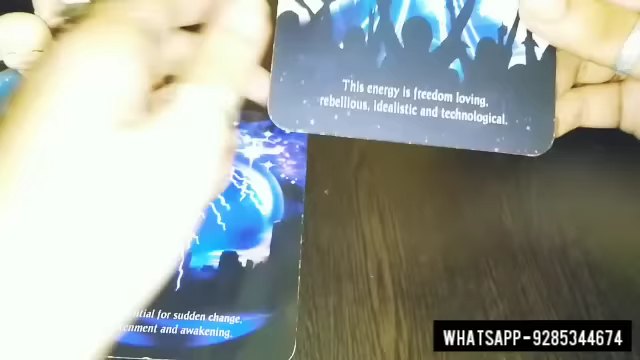 This energy is freedom loving,
rebellious, idealistic and technological.
for sudden change,
and awakening.
WHATSAPP-9285344674